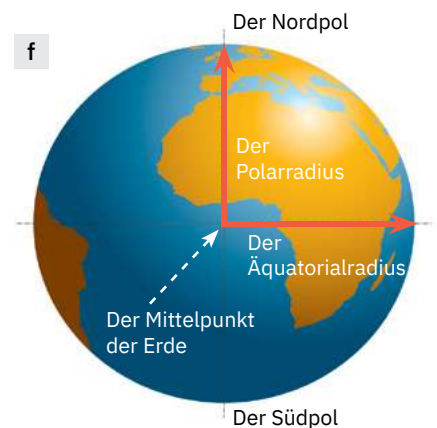 Der Nordpol
f
Der
Polarradius
Der
Äquatorialradius
Der Mittelpunkt
der Erde
Der Südpol